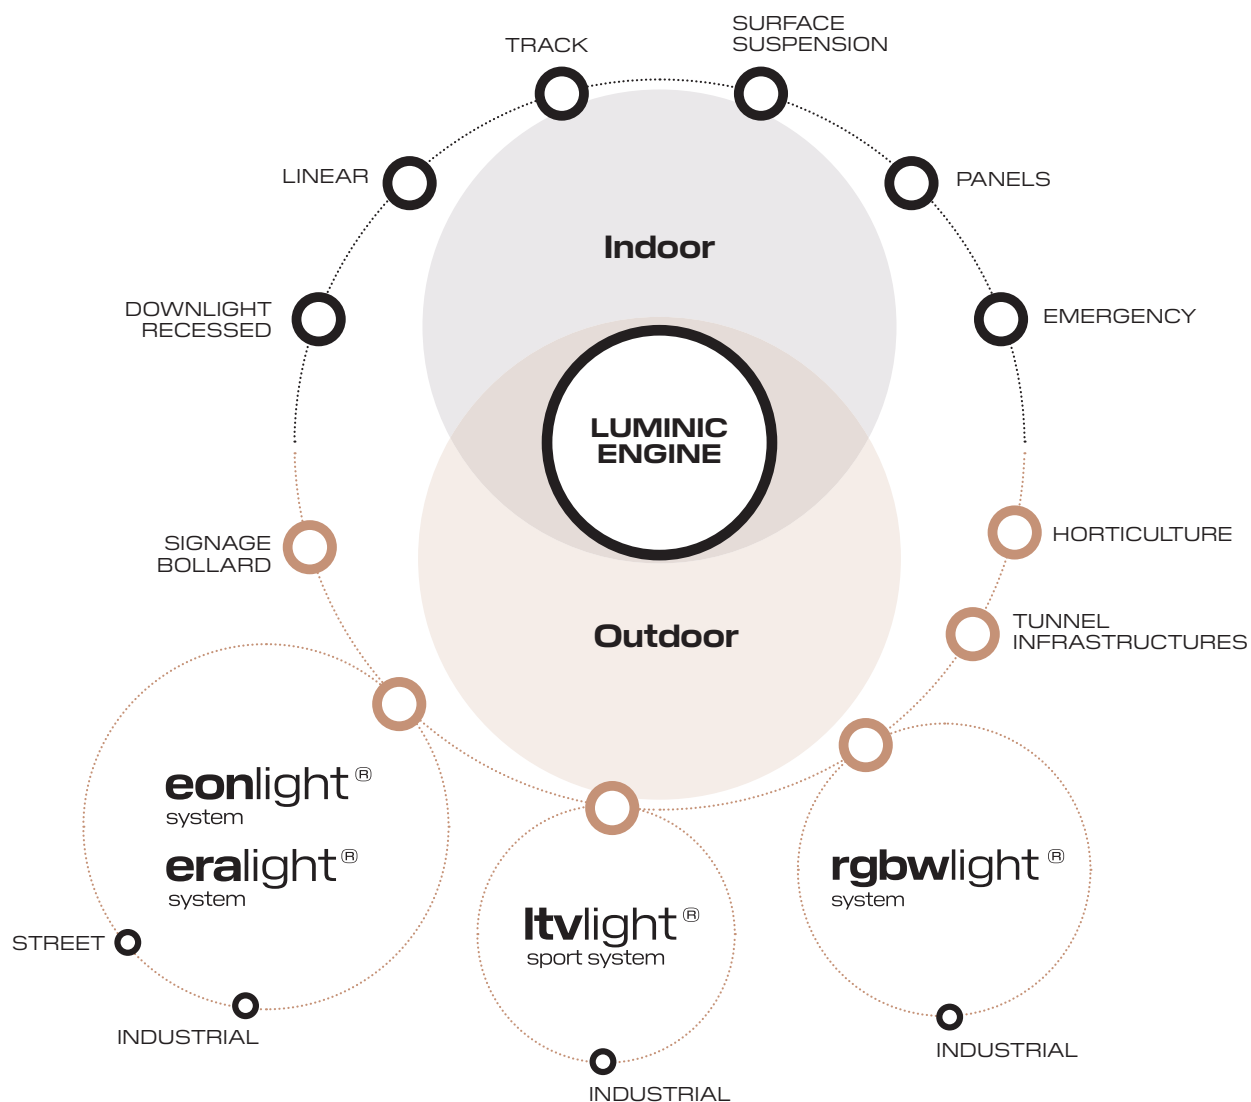 SURFACE
SUSPENSION
TRACK
LINEAR
PANELS
Indoor
DOWNLIGHT
RECESSED
EMERGENCY
LUMINIC
ENGINE
SIGNAGE
BOLLARD
HORTICULTURE
TUNNEL
INFRASTRUCTURES
Outdoor
eonlight®
system
eralight®
system
rgbwlight®
system
ltvlight®
sport system
STREET
INDUSTRIAL
INDUSTRIAL
INDUSTRIAL